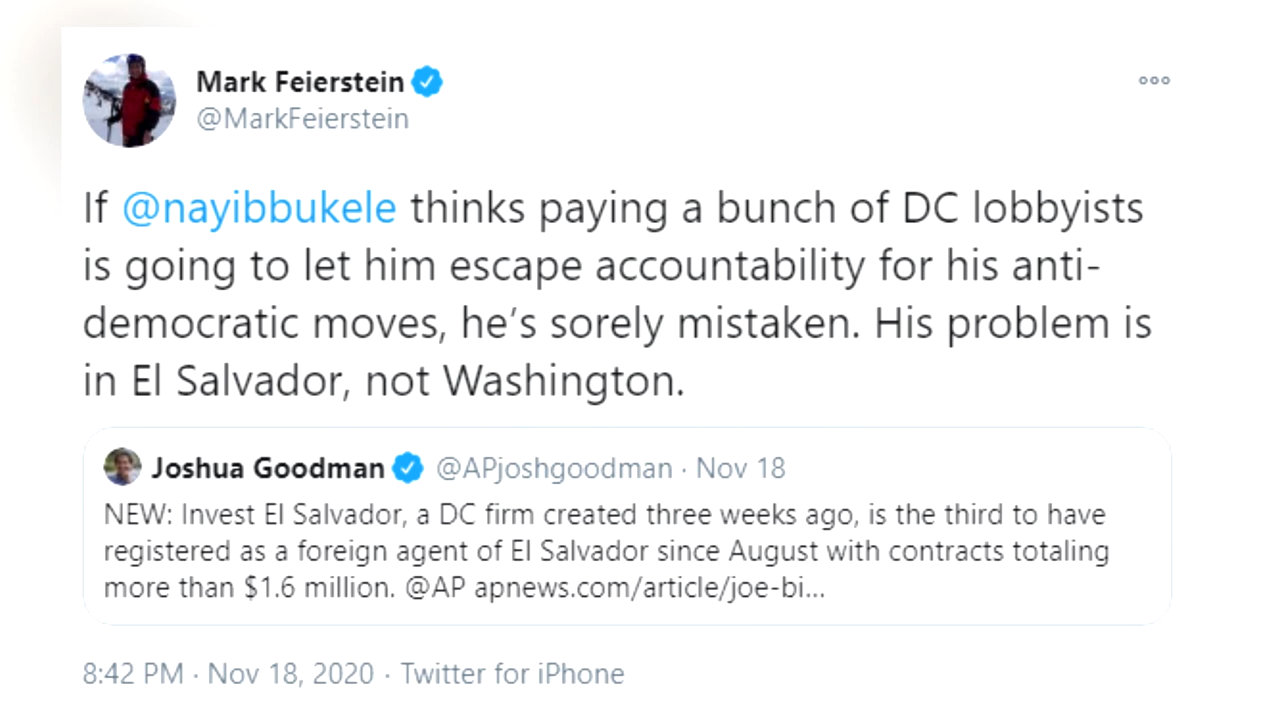 Mark Feierstein
@MarkFeierstein
If @nayibbukele thinks paying a bunch of DC lobbyists
is going to let him escape accountability for his anti-
democratic moves, he’s sorely mistaken. His problem is
in El Salvador, not Washington.
Joshua Goodman @APjoshgoodman · Nov 18
NEW: Invest El Salvador, a DC firm created three weeks ago, is the third to have
registered as a foreign agent of El Salvador since August with contracts totaling
more than $1.6 million. @AP apnews.com/article/joe-bi...
8:42 PM · Nov 18, 2020 · Twitter for iPhone